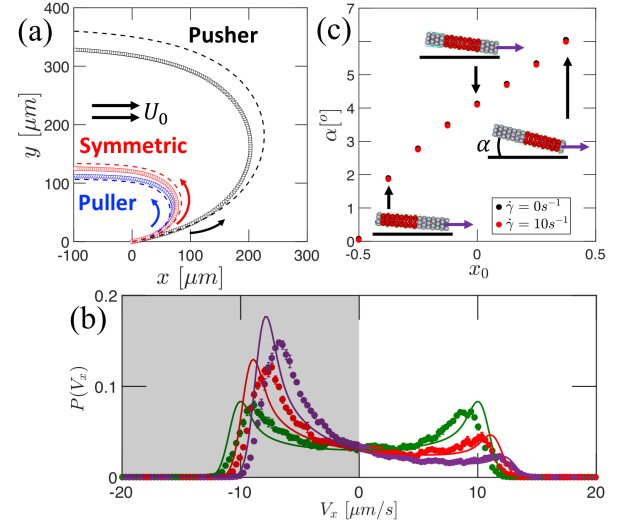 (a)
y [μm]
400
300
200
100
0
-100
0
100
200
300
x [μm]
Pusher
U₀
Symmetric
Puller
(c)
α[°]
6
5
4
3
2
1
0
-0.5
0
0.5
x₀
α
γ̇ = 0s⁻¹
γ̇ = 10s⁻¹
(b)
P(Vₓ)
0.2
0.1
0
-20
-10
0
10
20
Vₓ [μm/s]